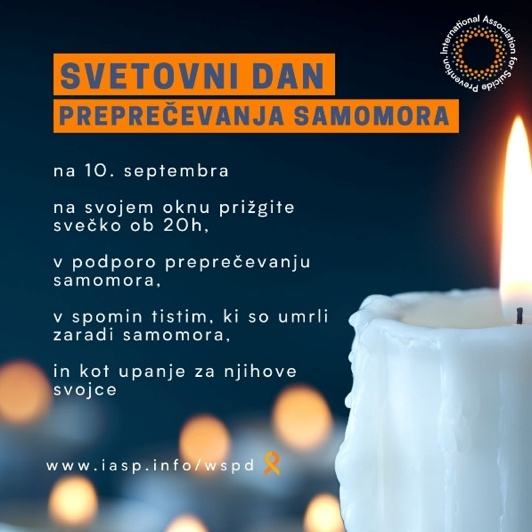 International Association for Suicide Prevention
SVETOVNI DAN
PREPREČEVANJA SAMOMORA
na 10. septembra
na svojem oknu prižgite
svečko ob 20h,
v podporo preprečevanju
samomora,
v spomin tistim, ki so umrli
zaradi samomora,
in kot upanje za njihove
svojce
www.iasp.info/wspd